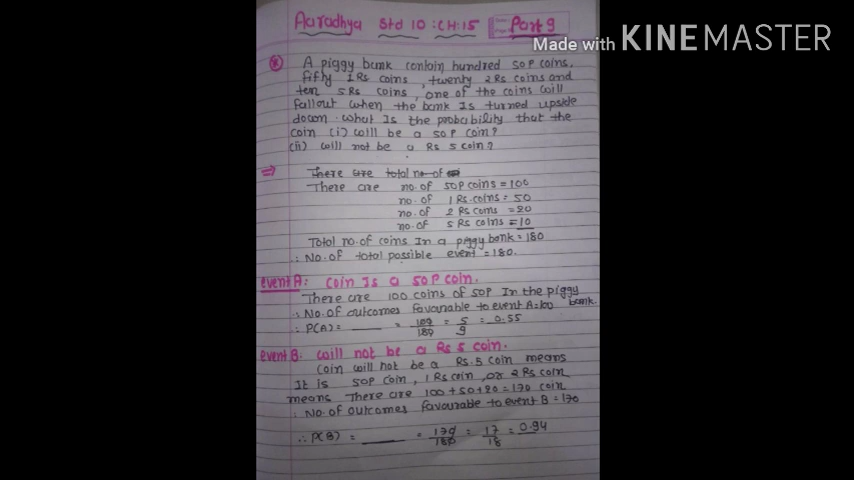 Aaradhya Std 10 : CH:15 Part 9
Made with KINEMASTER
A piggy bank contain hundred 50P coins,
fifty 1Rs coins, twenty 2Rs coins and
ten 5Rs coins, one of the coins will
fallout when the bank Is turned upside
down. what Is the probability that the
coin (i) will be a 50P coin?
(ii) will not be a Rs 5 coin?
⇒ There are total no of
There are no. of 50P coins = 100
no. of 1Rs. coins = 50
no. of 2Rs coins = 20
no. of 5Rs coins = 10
Total no. of coins In a piggy bank = 180
∴ No. of total possible event = 180.
event A: coin Is a 50P coin.
There are 100 coins of 50P In the piggy
bank.
∴ No. of outcomes favourable to event A=100
∴ P(A) = ____ = 100/180 = 5/9 = 0.55
event B: will not be a Rs 5 coin.
Coin will not be a Rs. 5 coin means
It is 50P coin, 1Rs coin, or 2Rs coin
means There are 100+50+20=170 coin
∴ No. of outcomes favourable to event B = 170
∴ P(B) = ____ = 170/180 = 17/18 = 0.94